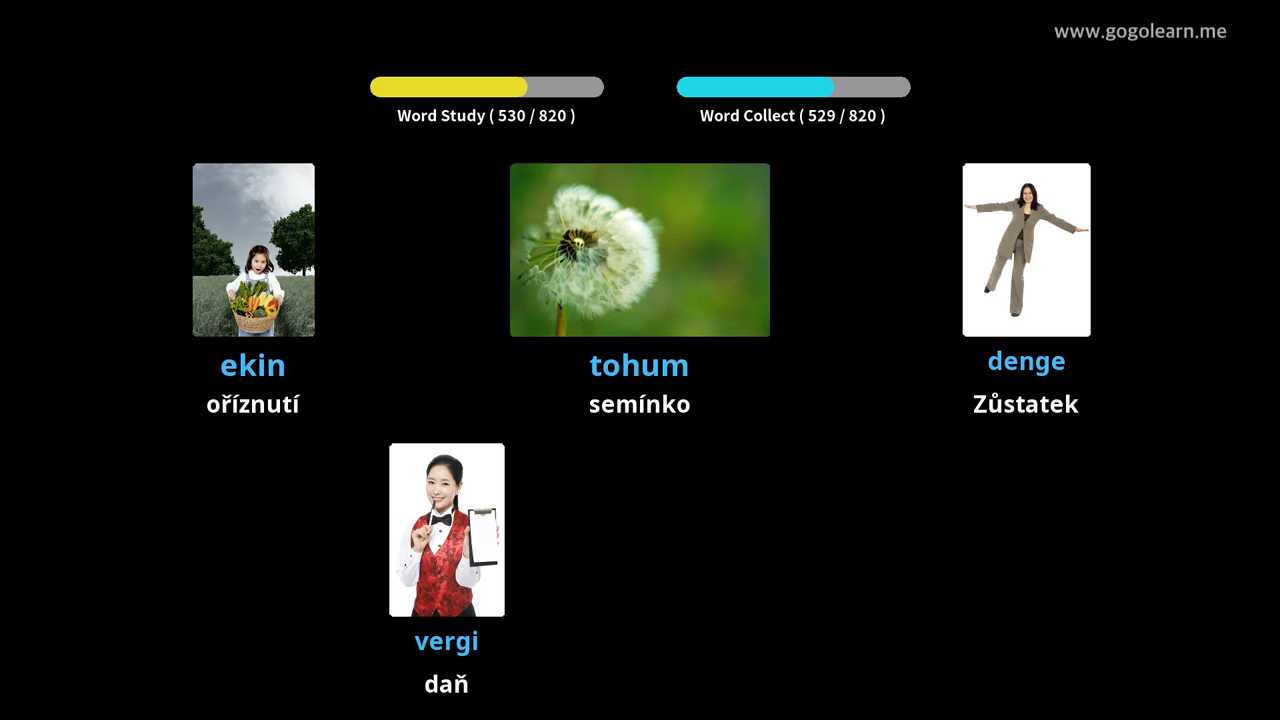 www.gogolearn.me
Word Study ( 530 / 820 )
Word Collect ( 529 / 820 )
ekin
oříznutí
tohum
semínko
denge
Zůstatek
vergi
daň